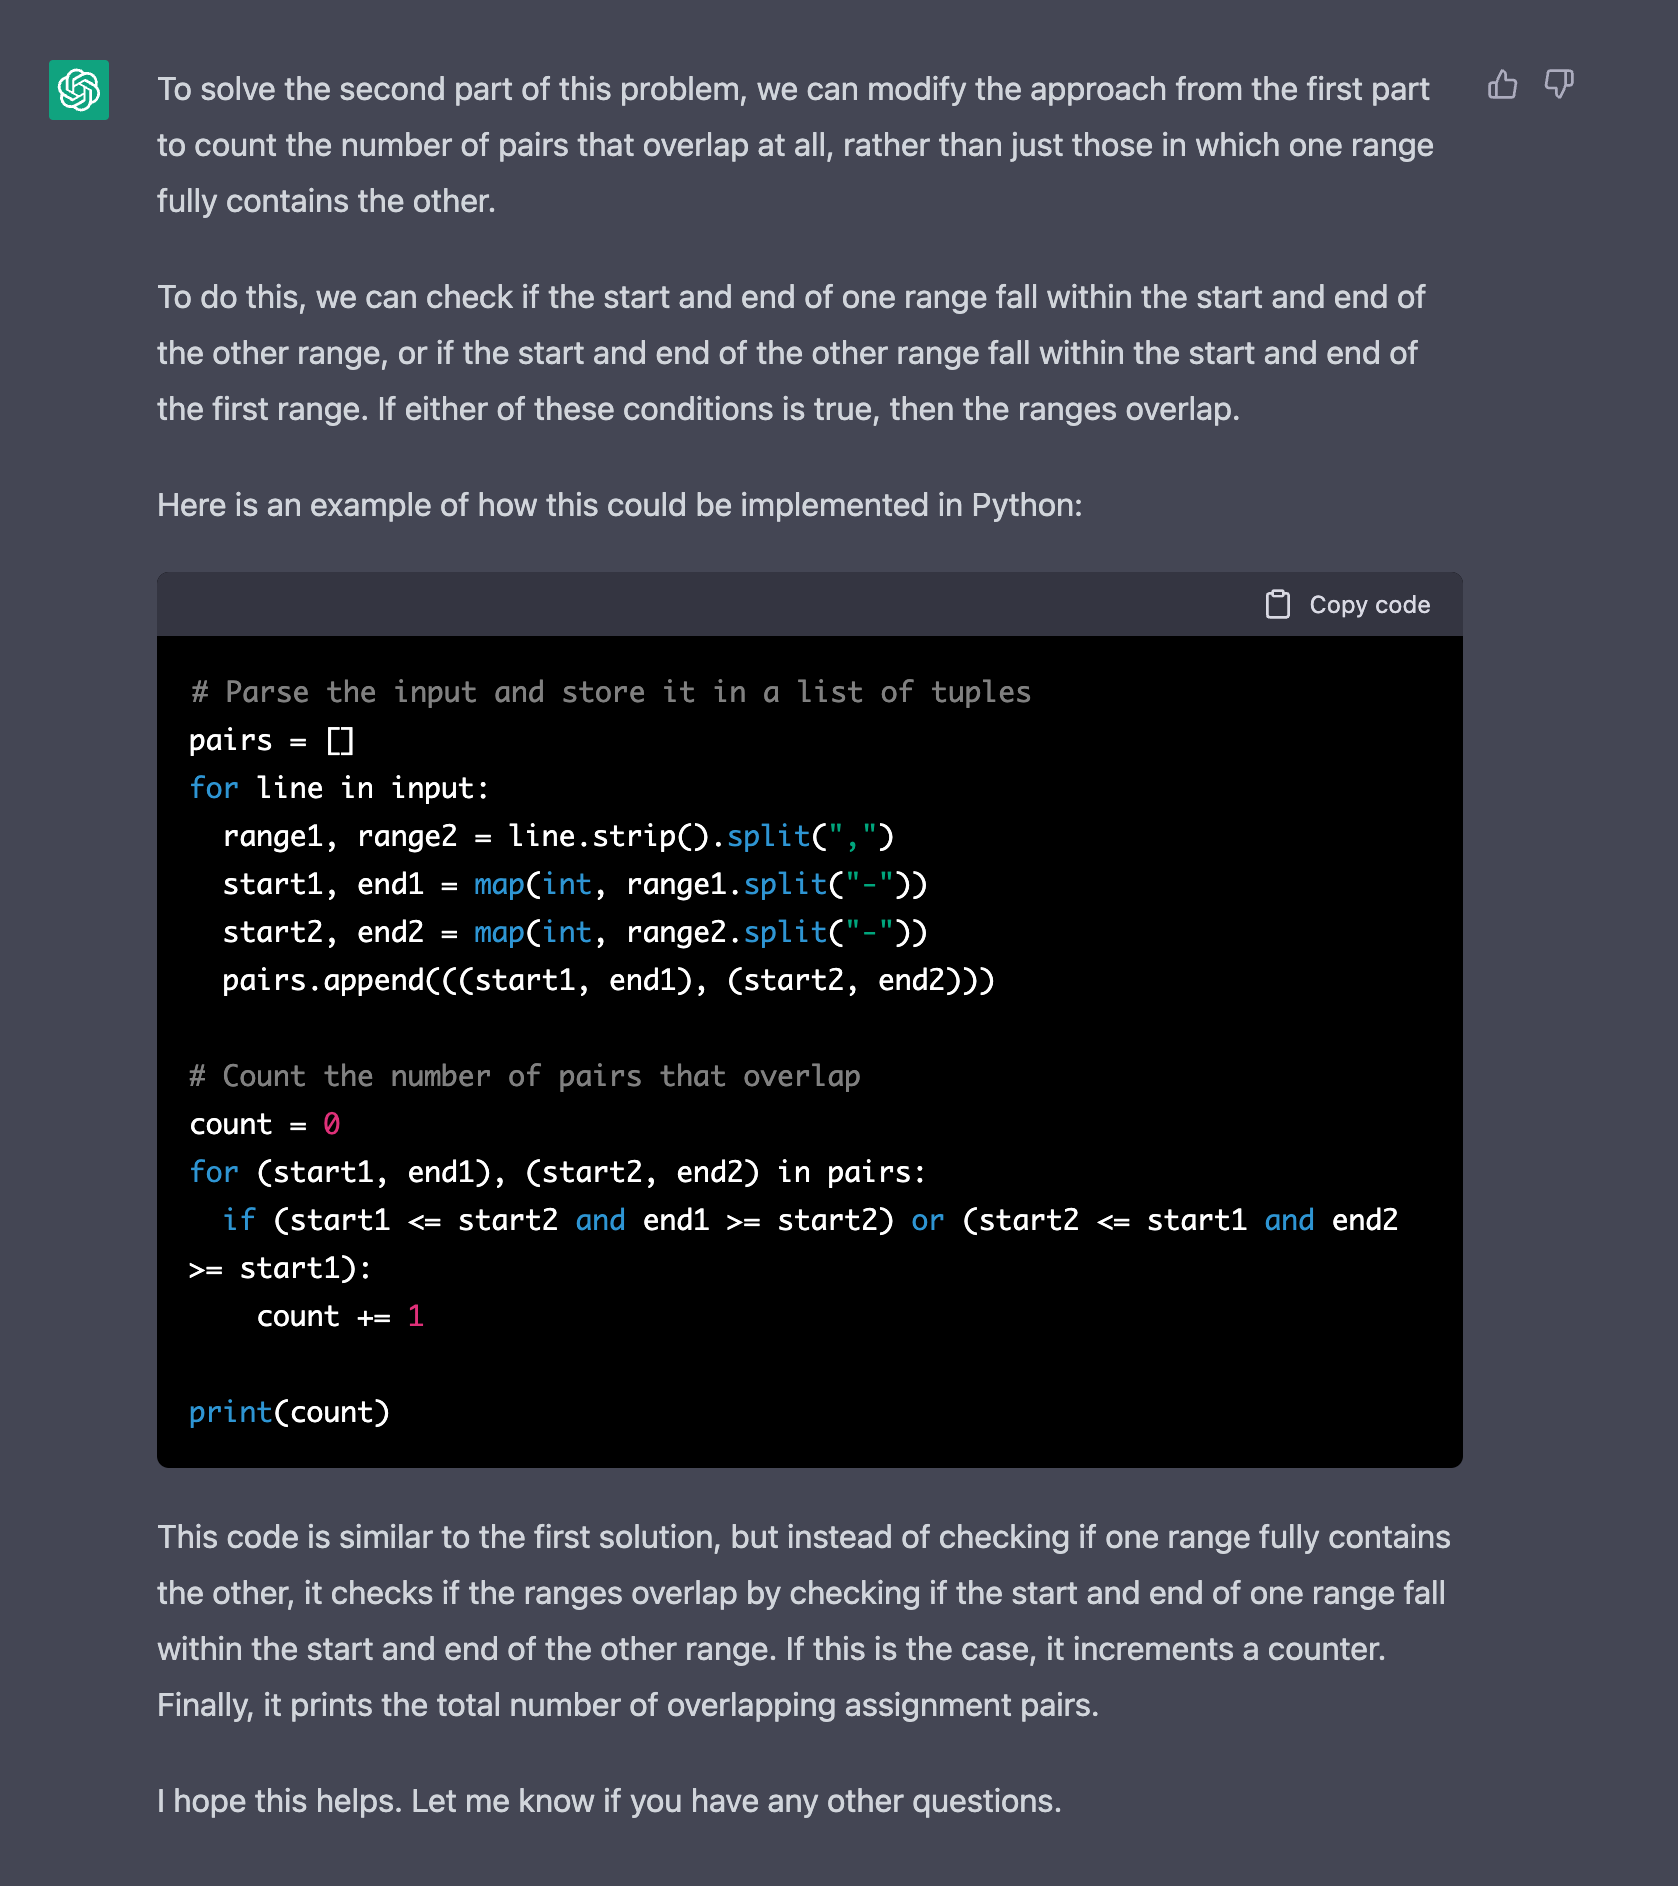 To solve the second part of this problem, we can modify the approach from the first part
to count the number of pairs that overlap at all, rather than just those in which one range
fully contains the other.
To do this, we can check if the start and end of one range fall within the start and end of
the other range, or if the start and end of the other range fall within the start and end of
the first range. If either of these conditions is true, then the ranges overlap.
Here is an example of how this could be implemented in Python:
Copy code
# Parse the input and store it in a list of tuples
pairs = []
for line in input:
  range1, range2 = line.strip().split(",")
  start1, end1 = map(int, range1.split("-"))
  start2, end2 = map(int, range2.split("-"))
  pairs.append(((start1, end1), (start2, end2)))
# Count the number of pairs that overlap
count = 0
for (start1, end1), (start2, end2) in pairs:
  if (start1 <= start2 and end1 >= start2) or (start2 <= start1 and end2
>= start1):
    count += 1
print(count)
This code is similar to the first solution, but instead of checking if one range fully contains
the other, it checks if the ranges overlap by checking if the start and end of one range fall
within the start and end of the other range. If this is the case, it increments a counter.
Finally, it prints the total number of overlapping assignment pairs.
I hope this helps. Let me know if you have any other questions.